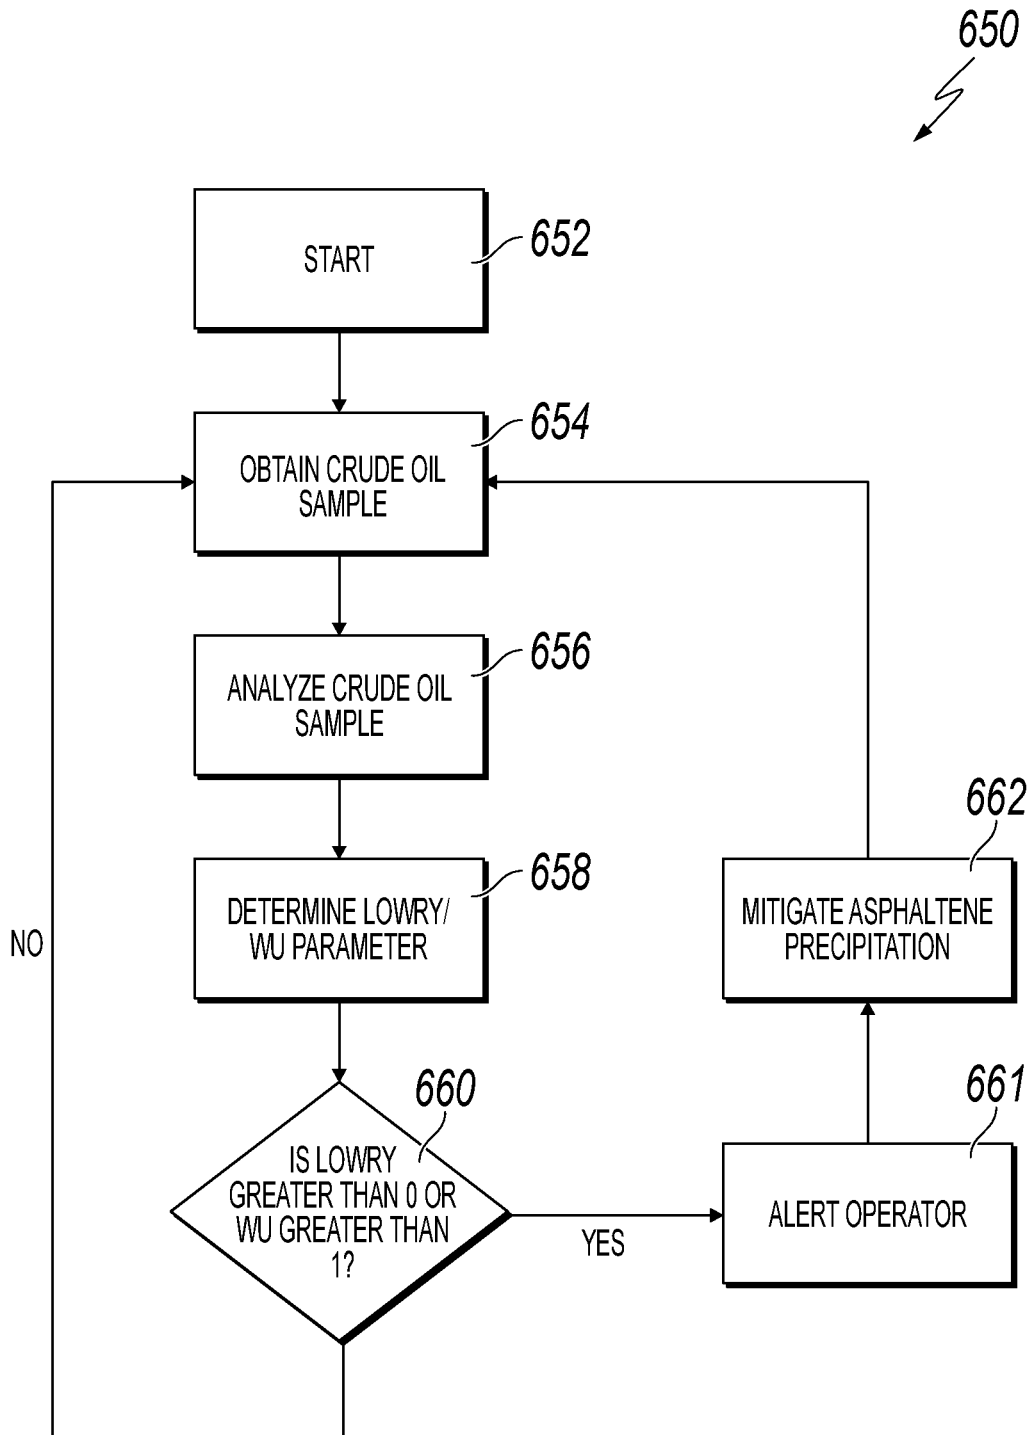 650
START
652
654
OBTAIN CRUDE OIL
SAMPLE
656
ANALYZE CRUDE OIL
SAMPLE
658
DETERMINE LOWRY/
WU PARAMETER
662
MITIGATE ASPHALTENE
PRECIPITATION
NO
660
IS LOWRY
GREATER THAN 0 OR
WU GREATER THAN
1?
YES
661
ALERT OPERATOR